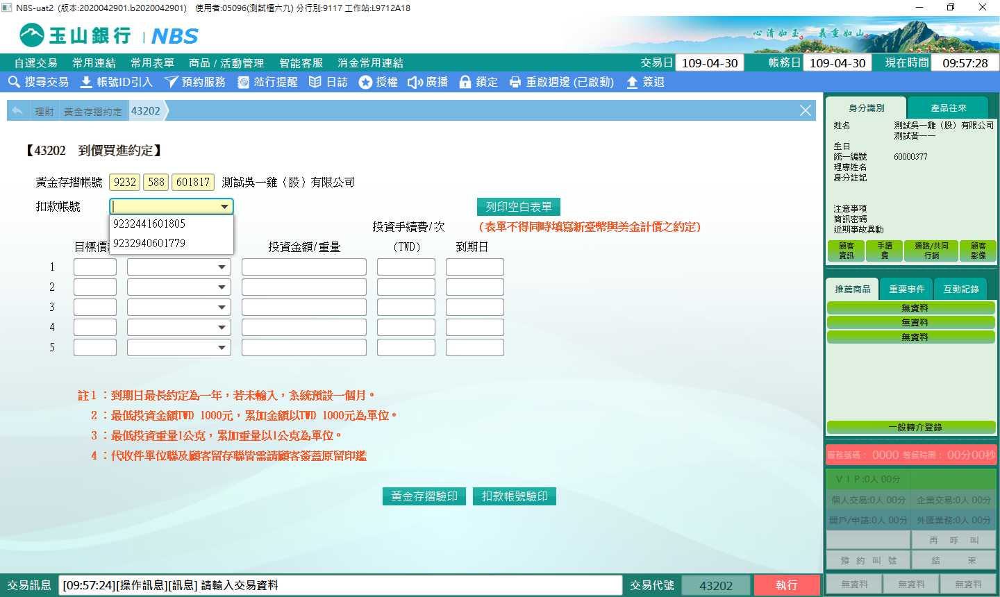 NBS-uat2 (版本:2020042901.b2020042901) 使用者:05096(測試櫃六九) 分行別:9117 工作站:L9712A18
玉山銀行 | NBS
心清如玉。義重如山。
自選交易 常用連結 常用表單 商品 / 活動管理 智能客服 消金常用連結 交易日 109-04-30 帳務日 109-04-30 現在時間 09:57:28
搜尋交易 帳號ID引入 預約服務 蒞行提醒 日誌 授權 廣播 鎖定 重啟週邊 (已啟動) 簽退
理財 黃金存摺約定 43202
【43202 到價買進約定】
黃金存摺帳號 9232 588 601817 測試吳一雞（股）有限公司
扣款帳號
列印空白表單
9232441601805
9232940601779
投資手續費/次 (表單不得同時填寫新臺幣與美金計價之約定)
目標價 投資金額/重量 (TWD) 到期日
1
2
3
4
5
註1：到期日最長約定為一年，若未輸入，系統預設一個月。
2：最低投資金額TWD 1000元，累加金額以TWD 1000元為單位。
3：最低投資重量1公克，累加重量以1公克為單位。
4：代收件單位聯及顧客留存聯皆需請顧客簽蓋原留印鑑
黃金存摺驗印 扣款帳號驗印
交易訊息 [09:57:24][操作訊息][訊息] 請輸入交易資料 交易代號 43202 執行
身分識別 產品往來
姓名 測試吳一雞（股）有限公司
測試黃一一
生日
統一編號 60000377
理專姓名
身分註記
注意事項
簡訊密碼
近期事故異動
顧客資訊 手續費 通路/共同行銷 顧客影像
推薦商品 重要事件 互動記錄
無資料
無資料
無資料
一般轉介登錄
服務號碼： 0000 等候時間： 00分00秒
ＶＩＰ:0人 00分
個人交易:0人 00分 企業交易:0人 00分
開戶/申請:0人 00分 外匯業務:0人 00分
再 呼 叫
預 約 叫 號 結 束
無資料 無資料 無資料